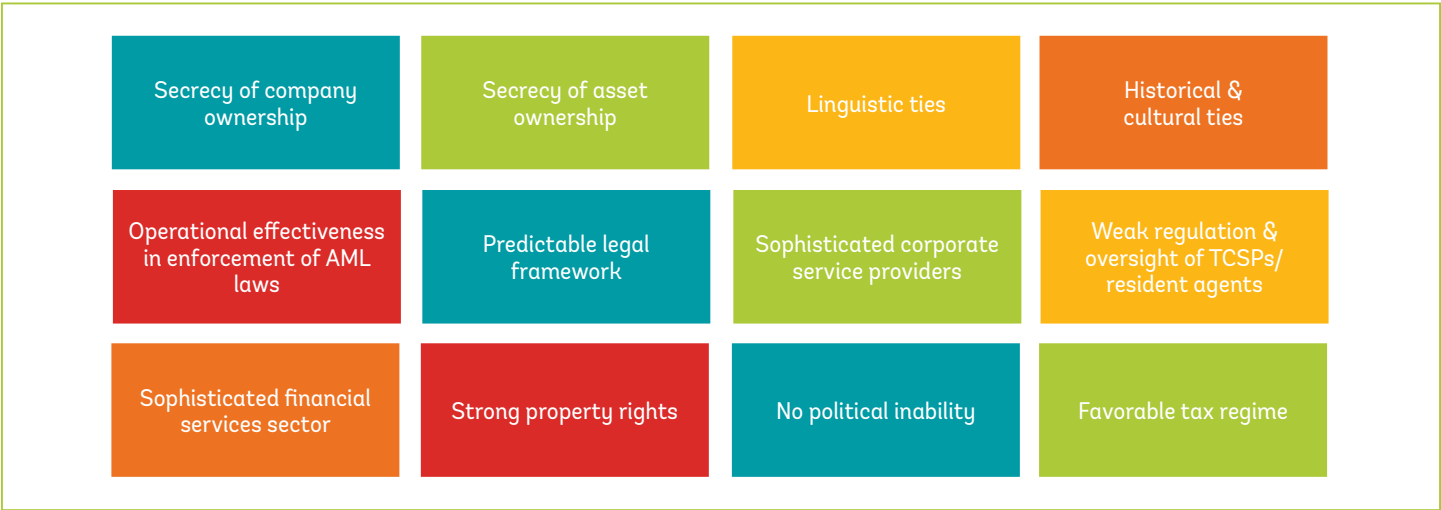 Secrecy of company
ownership
Secrecy of asset
ownership
Linguistic ties
Historical &
cultural ties
Operational effectiveness
in enforcement of AML
laws
Predictable legal
framework
Sophisticated corporate
service providers
Weak regulation &
oversight of TCSPs/
resident agents
Sophisticated financial
services sector
Strong property rights
No political inability
Favorable tax regime